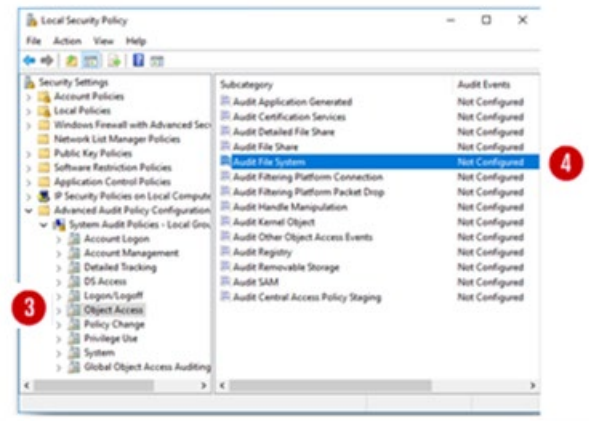 Local Security Policy
File Action View Help
Security Settings
Account Policies
Local Policies
Windows Firewall with Advanced Secu
Network List Manager Policies
Public Key Policies
Software Restriction Policies
Application Control Policies
IP Security Policies on Local Compute
Advanced Audit Policy Configuration
System Audit Policies - Local Grou
Account Logon
Account Management
Detailed Tracking
DS Access
Logon/Logoff
3
Object Access
Policy Change
Privilege Use
System
Global Object Access Auditing
Subcategory Audit Events
Audit Application Generated Not Configured
Audit Certification Services Not Configured
Audit Detailed File Share Not Configured
Audit File Share Not Configured
Audit File System Not Configured
4
Audit Filtering Platform Connection Not Configured
Audit Filtering Platform Packet Drop Not Configured
Audit Handle Manipulation Not Configured
Audit Kernel Object Not Configured
Audit Other Object Access Events Not Configured
Audit Registry Not Configured
Audit Removable Storage Not Configured
Audit SAM Not Configured
Audit Central Access Policy Staging Not Configured